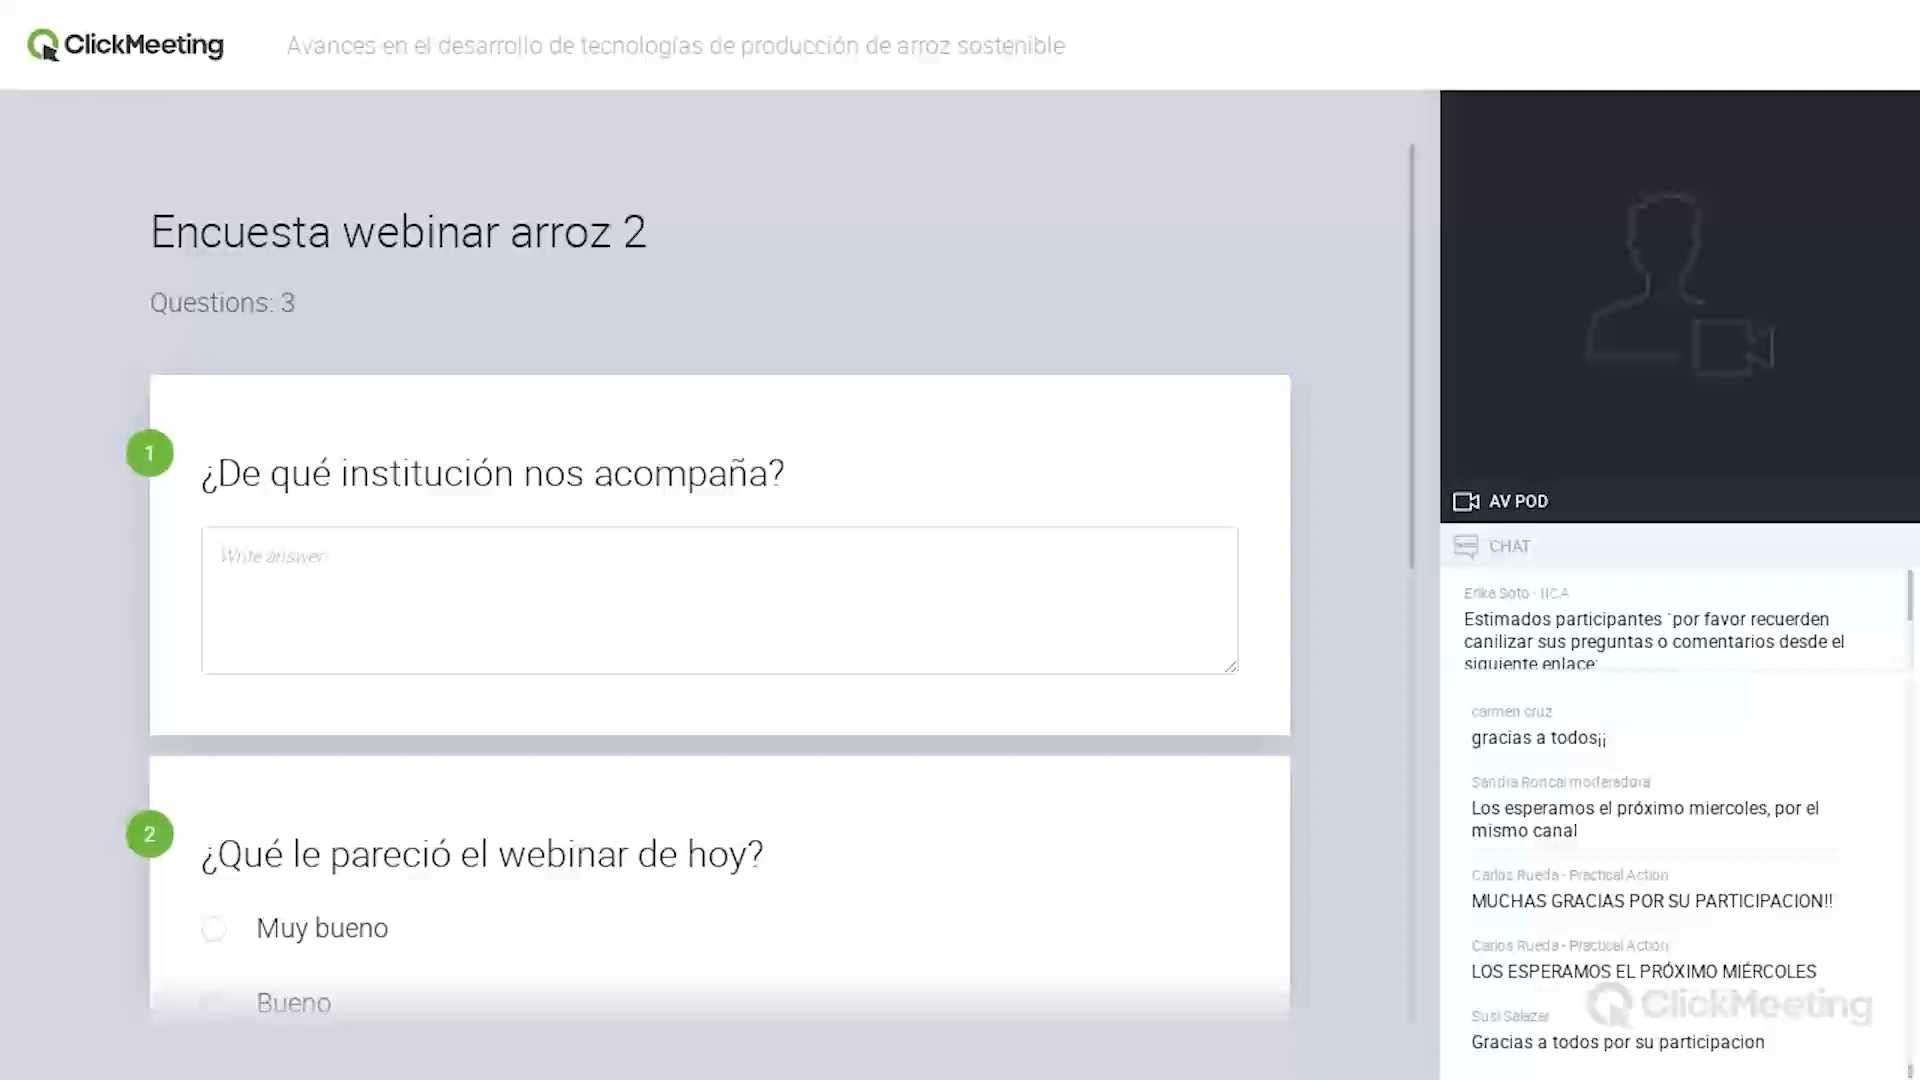 ClickMeeting
Avances en el desarrollo de tecnologías de producción de arroz sostenible
Encuesta webinar arroz 2
Questions: 3
1
¿De qué institución nos acompaña?
Write answer
2
¿Qué le pareció el webinar de hoy?
Muy bueno
Bueno
AV POD
CHAT
Erika Soto - IICA
Estimados participantes ´por favor recuerden
canilizar sus preguntas o comentarios desde el
siguiente enlace:
carmen cruz
gracias a todos¡¡
Sandra Roncal moderadora
Los esperamos el próximo miercoles, por el
mismo canal
Carlos Rueda - Practical Action
MUCHAS GRACIAS POR SU PARTICIPACION!!
Carlos Rueda - Practical Action
LOS ESPERAMOS EL PRÓXIMO MIÉRCOLES
ClickMeeting
Susi Salazar
Gracias a todos por su participacion